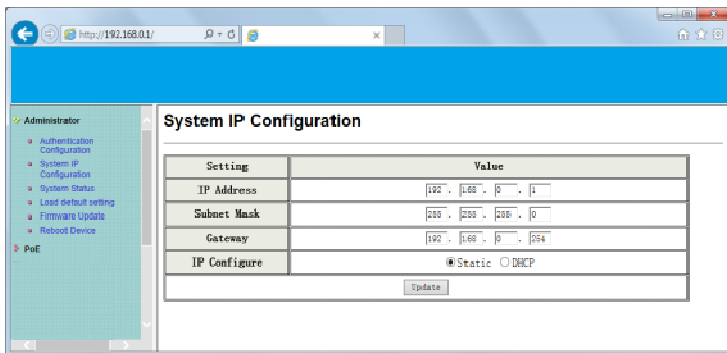 http://192.168.0.1/
Administrator
Authentication
Configuration
System IP
Configuration
System Status
Load default setting
Firmware Update
Reboot Device
PoE
System IP Configuration
Setting Value
IP Address 192 . 168 . 0 . 1
Subnet Mask 255 . 255 . 255 . 0
Gateway 192 . 168 . 0 . 254
IP Configure Static DHCP
Update